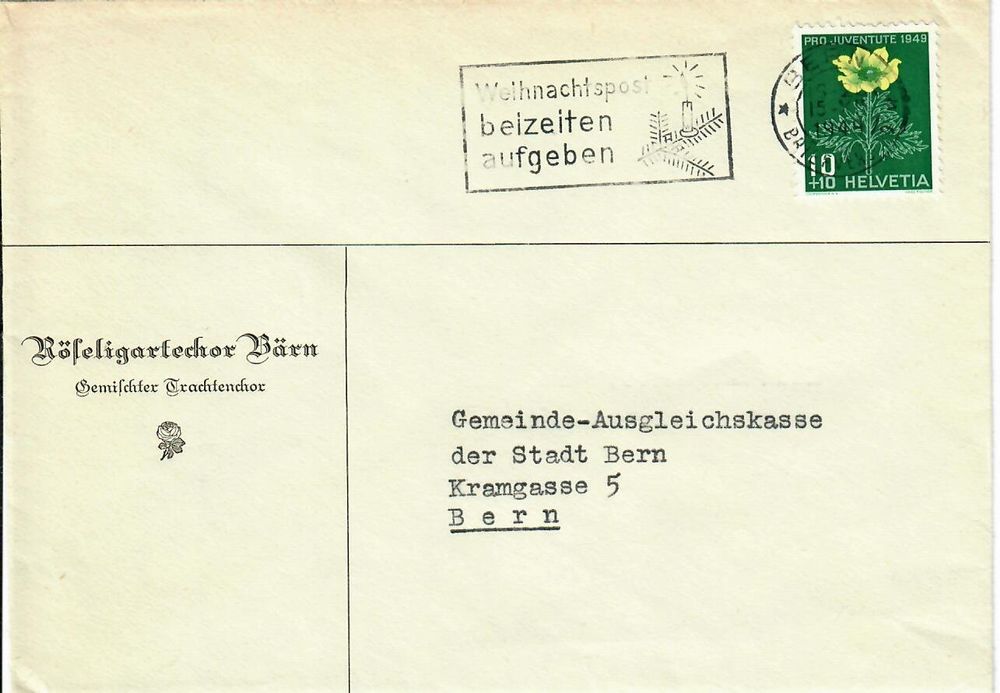 Weihnachtspost
beizeiten
aufgeben
PRO JUVENTUTE 1949
10
+10 HELVETIA
Röſeligartechor Bärn
Gemiſchter Trachtenchor
Gemeinde-Ausgleichskasse
der Stadt Bern
Kramgasse 5
Bern